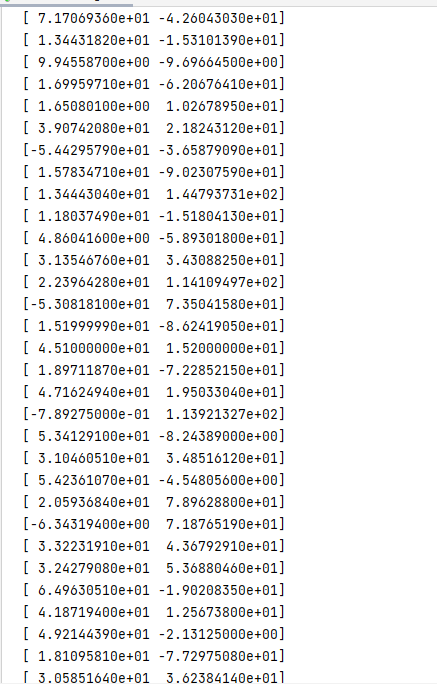 [ 7.17069360e+01 -4.26043030e+01]
[ 1.34431820e+01 -1.53101390e+01]
[ 9.94558700e+00 -9.69664500e+00]
[ 1.69959710e+01 -6.20676410e+01]
[ 1.65080100e+00  1.02678950e+01]
[ 3.90742080e+01  2.18243120e+01]
[-5.44295790e+01 -3.65879090e+01]
[ 1.57834710e+01 -9.02307590e+01]
[ 1.34443040e+01  1.44793731e+02]
[ 1.18037490e+01 -1.51804130e+01]
[ 4.86041600e+00 -5.89301800e+01]
[ 3.13546760e+01  3.43088250e+01]
[ 2.23964280e+01  1.14109497e+02]
[-5.30818100e+01  7.35041580e+01]
[ 1.51999990e+01 -8.62419050e+01]
[ 4.51000000e+01  1.52000000e+01]
[ 1.89711870e+01 -7.22852150e+01]
[ 4.71624940e+01  1.95033040e+01]
[-7.89275000e-01  1.13921327e+02]
[ 5.34129100e+01 -8.24389000e+00]
[ 3.10460510e+01  3.48516120e+01]
[ 5.42361070e+01 -4.54805600e+00]
[ 2.05936840e+01  7.89628800e+01]
[-6.34319400e+00  7.18765190e+01]
[ 3.32231910e+01  4.36792910e+01]
[ 3.24279080e+01  5.36880460e+01]
[ 6.49630510e+01 -1.90208350e+01]
[ 4.18719400e+01  1.25673800e+01]
[ 4.92144390e+01 -2.13125000e+00]
[ 1.81095810e+01 -7.72975080e+01]
[ 3.05851640e+01  3.62384140e+01]